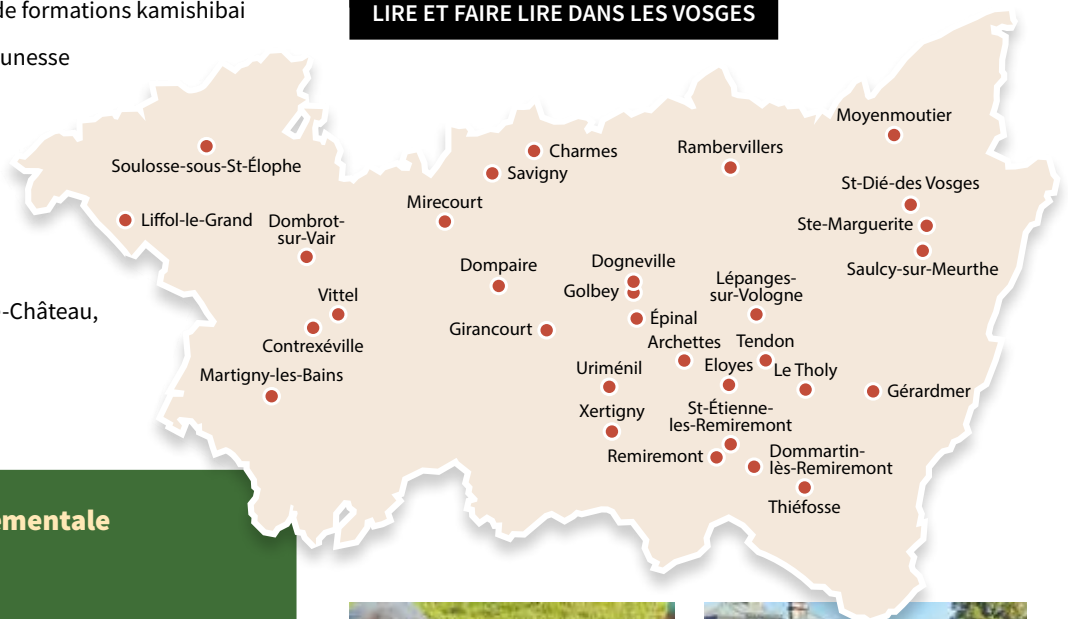 de formations kamishibai
unesse
-Château,
ementale
LIRE ET FAIRE LIRE DANS LES VOSGES
Moyenmoutier
Charmes
Rambervillers
Soulosse-sous-St-Élophe
Savigny
St-Dié-des Vosges
Mirecourt
Liffol-le-Grand
Dombrot-
sur-Vair
Ste-Marguerite
Dompaire
Dogneville
Saulcy-sur-Meurthe
Lépanges-
sur-Vologne
Golbey
Vittel
Épinal
Girancourt
Contrexéville
Archettes
Tendon
Martigny-les-Bains
Uriménil
Eloyes
Le Tholy
Gérardmer
Xertigny
St-Étienne-
les-Remiremont
Remiremont
Dommartin-
lès-Remiremont
Thiéfosse